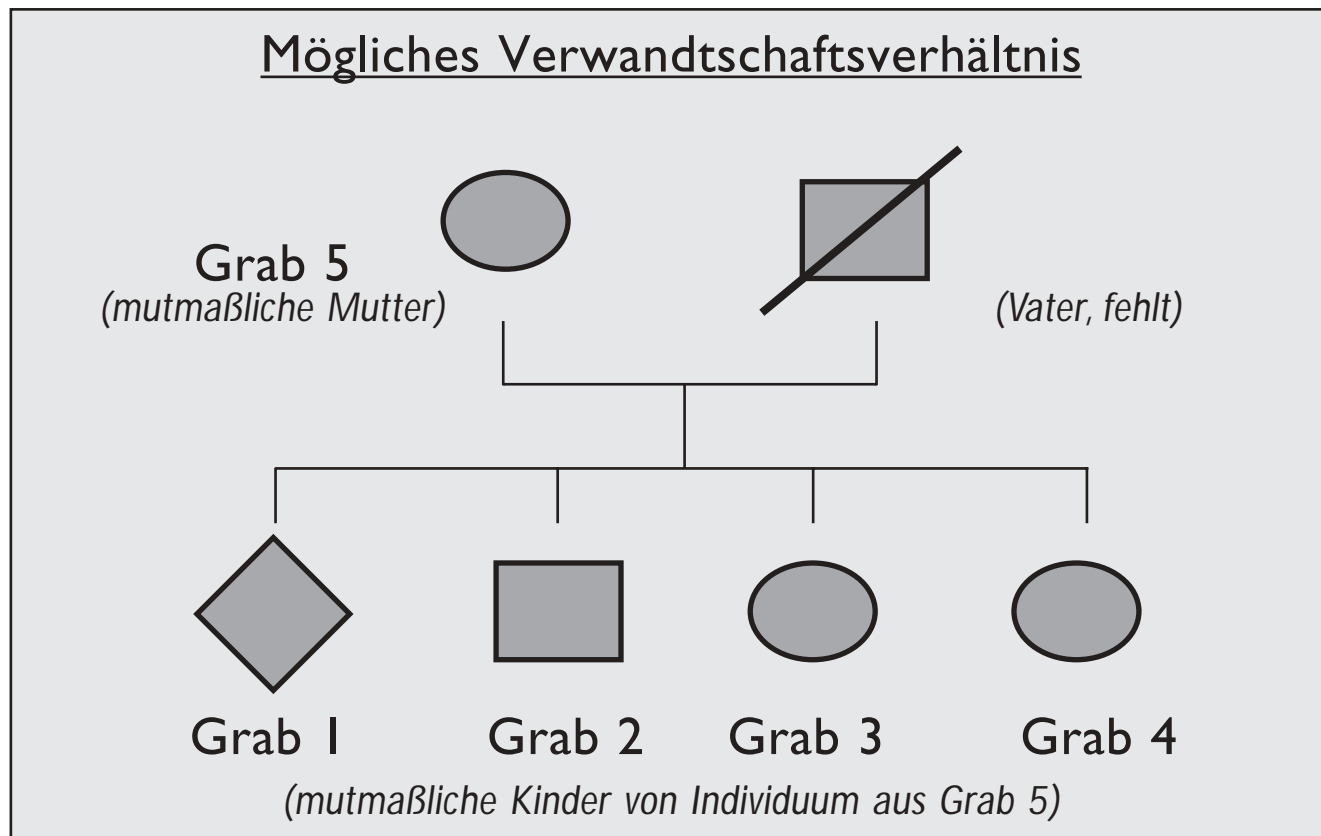 Mögliches Verwandtschaftsverhältnis
Grab 5
(mutmaßliche Mutter)
(Vater, fehlt)
Grab 1
Grab 2
Grab 3
Grab 4
(mutmaßliche Kinder von Individuum aus Grab 5)